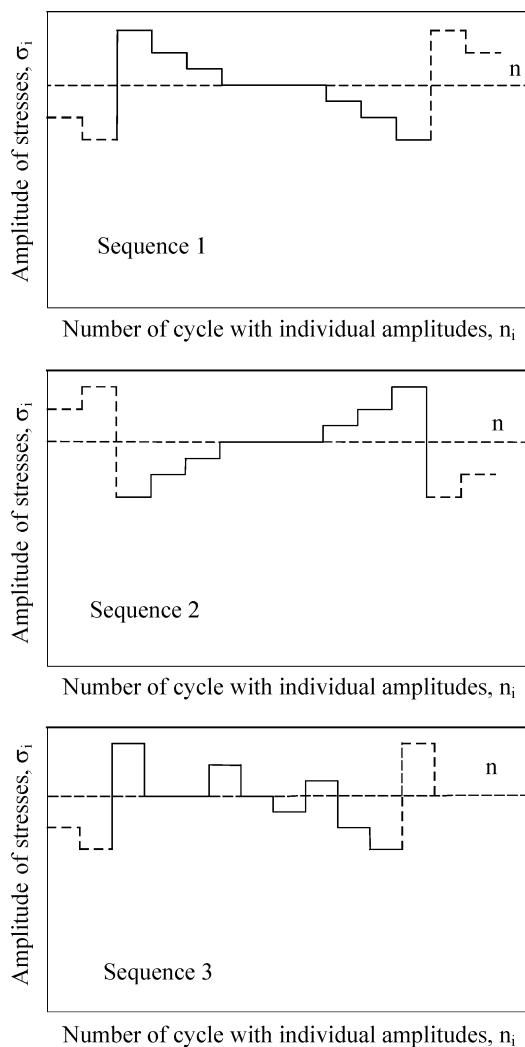 Amplitude of stresses, σi
n
Sequence 1
Number of cycle with individual amplitudes, ni
Amplitude of stresses, σi
n
Sequence 2
Number of cycle with individual amplitudes, ni
Amplitude of stresses, σi
n
Sequence 3
Number of cycle with individual amplitudes, ni